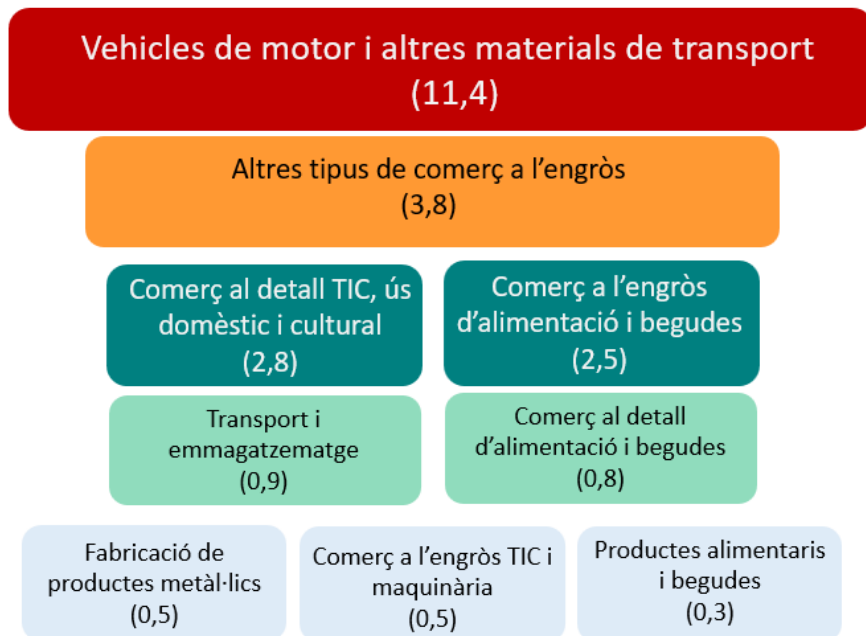 Vehicles de motor i altres materials de transport
(11,4)
Altres tipus de comerç a l’engròs
(3,8)
Comerç al detall TIC, ús
domèstic i cultural
(2,8)
Comerç a l’engròs
d’alimentació i begudes
(2,5)
Transport i
emmagatzematge
(0,9)
Comerç al detall
d’alimentació i begudes
(0,8)
Fabricació de
productes metàl·lics
(0,5)
Comerç a l’engròs TIC i
maquinària
(0,5)
Productes alimentaris
i begudes
(0,3)